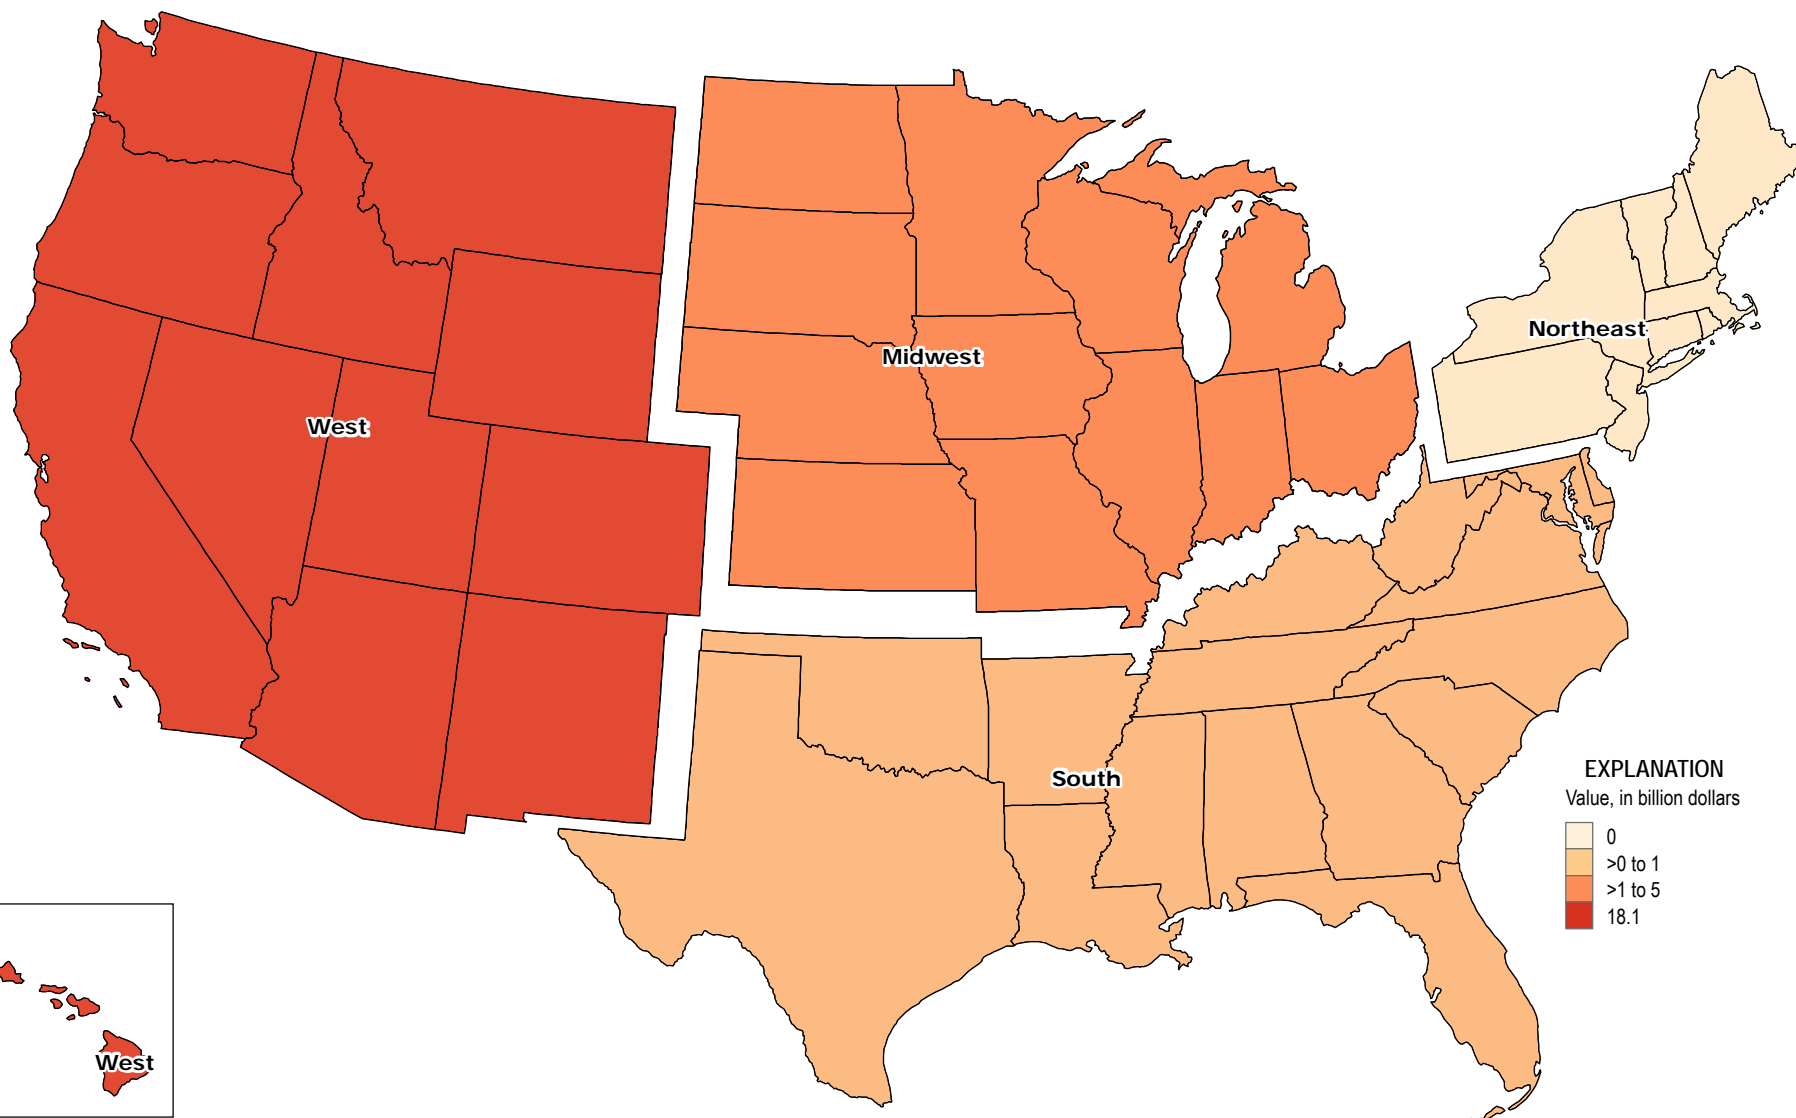 Northeast
Midwest
West
South
EXPLANATION
Value, in billion dollars
0
>0 to 1
>1 to 5
18.1
West